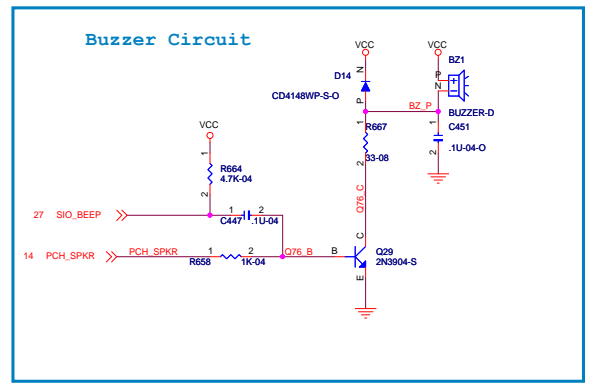 Buzzer Circuit
VCC
VCC
BZ1
N
D14
P
N
CD4148WP-S-O
P
BZ_P
BUZZER-D
1
R667
1
C451
VCC
2
.1U-04-O
2
33-08
1
R664
4.7K-04
2
Q76_C
27 SIO_BEEP
1
2
C447
.1U-04
C
14 PCH_SPKR
PCH_SPKR
1
2
Q76_B
B
Q29
R658
1K-04
2N3904-S
E